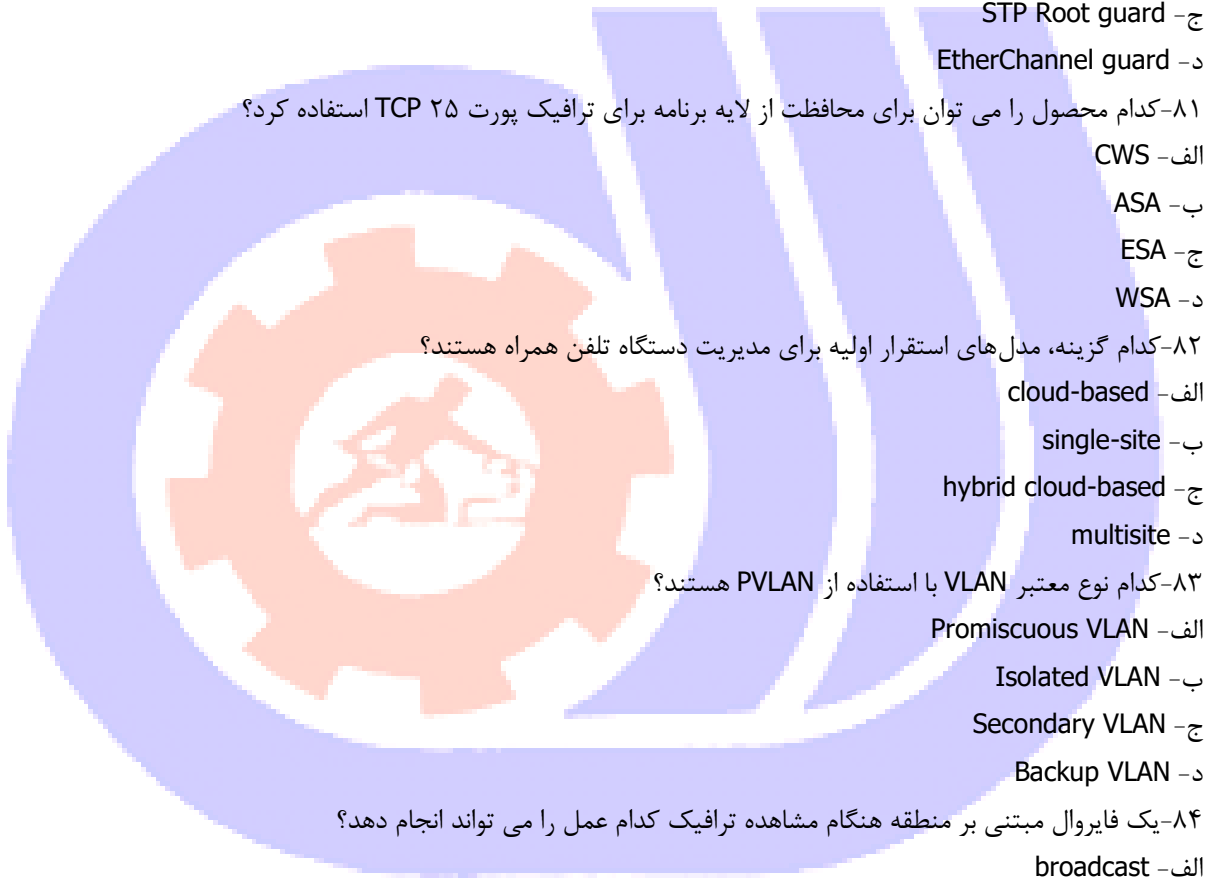 ج- STP Root guard
د- EtherChannel guard
۸۱-کدام محصول را می توان برای محافظت از لایه برنامه برای ترافیک پورت ۲۵ TCP استفاده کرد؟
الف- CWS
ب- ASA
ج- ESA
د- WSA
۸۲-کدام گزینه، مدل‌های استقرار اولیه برای مدیریت دستگاه تلفن همراه هستند؟
الف- cloud-based
ب- single-site
ج- hybrid cloud-based
د- multisite
۸۳-کدام نوع معتبر VLAN با استفاده از PVLAN هستند؟
الف- Promiscuous VLAN
ب- Isolated VLAN
ج- Secondary VLAN
د- Backup VLAN
۸۴-یک فایروال مبتنی بر منطقه هنگام مشاهده ترافیک کدام عمل را می تواند انجام دهد؟
الف- broadcast